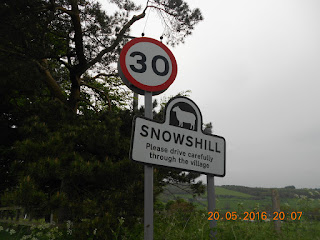 30
SNOWSHILL
Please drive carefully
through the village
20.05.2016 20:07